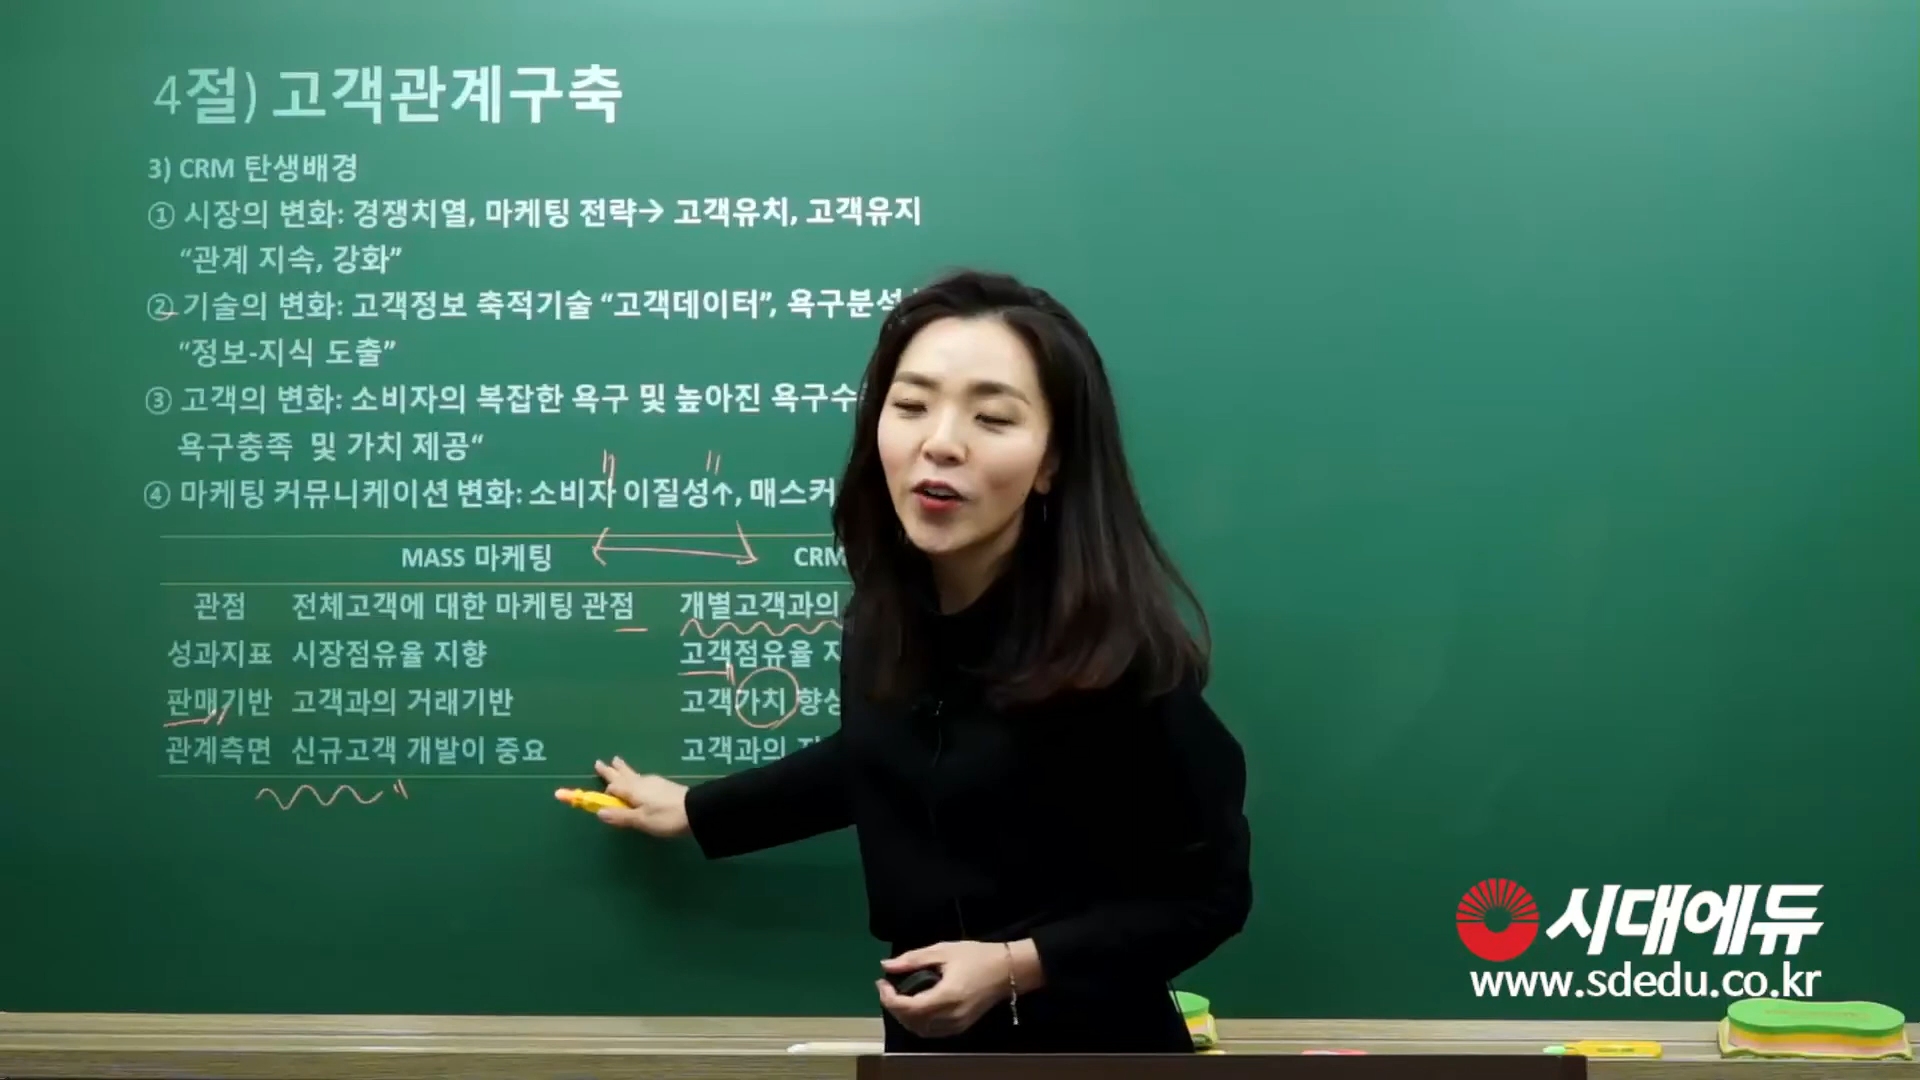 4절) 고객관계구축
3) CRM 탄생배경
① 시장의 변화: 경쟁치열, 마케팅 전략→ 고객유치, 고객유지
“관계 지속, 강화”
② 기술의 변화: 고객정보 축적기술 “고객데이터”, 욕구분석
“정보-지식 도출”
③ 고객의 변화: 소비자의 복잡한 욕구 및 높아진 욕구수
욕구충족 및 가치 제공“
④ 마케팅 커뮤니케이션 변화: 소비자 이질성↑, 매스커
MASS 마케팅 CRM
관점 전체고객에 대한 마케팅 관점 개별고객과의
성과지표 시장점유율 지향 고객점유율
판매기반 고객과의 거래기반 고객가치 향상
관계측면 신규고객 개발이 중요 고객과의
시대에듀
www.sdedu.co.kr